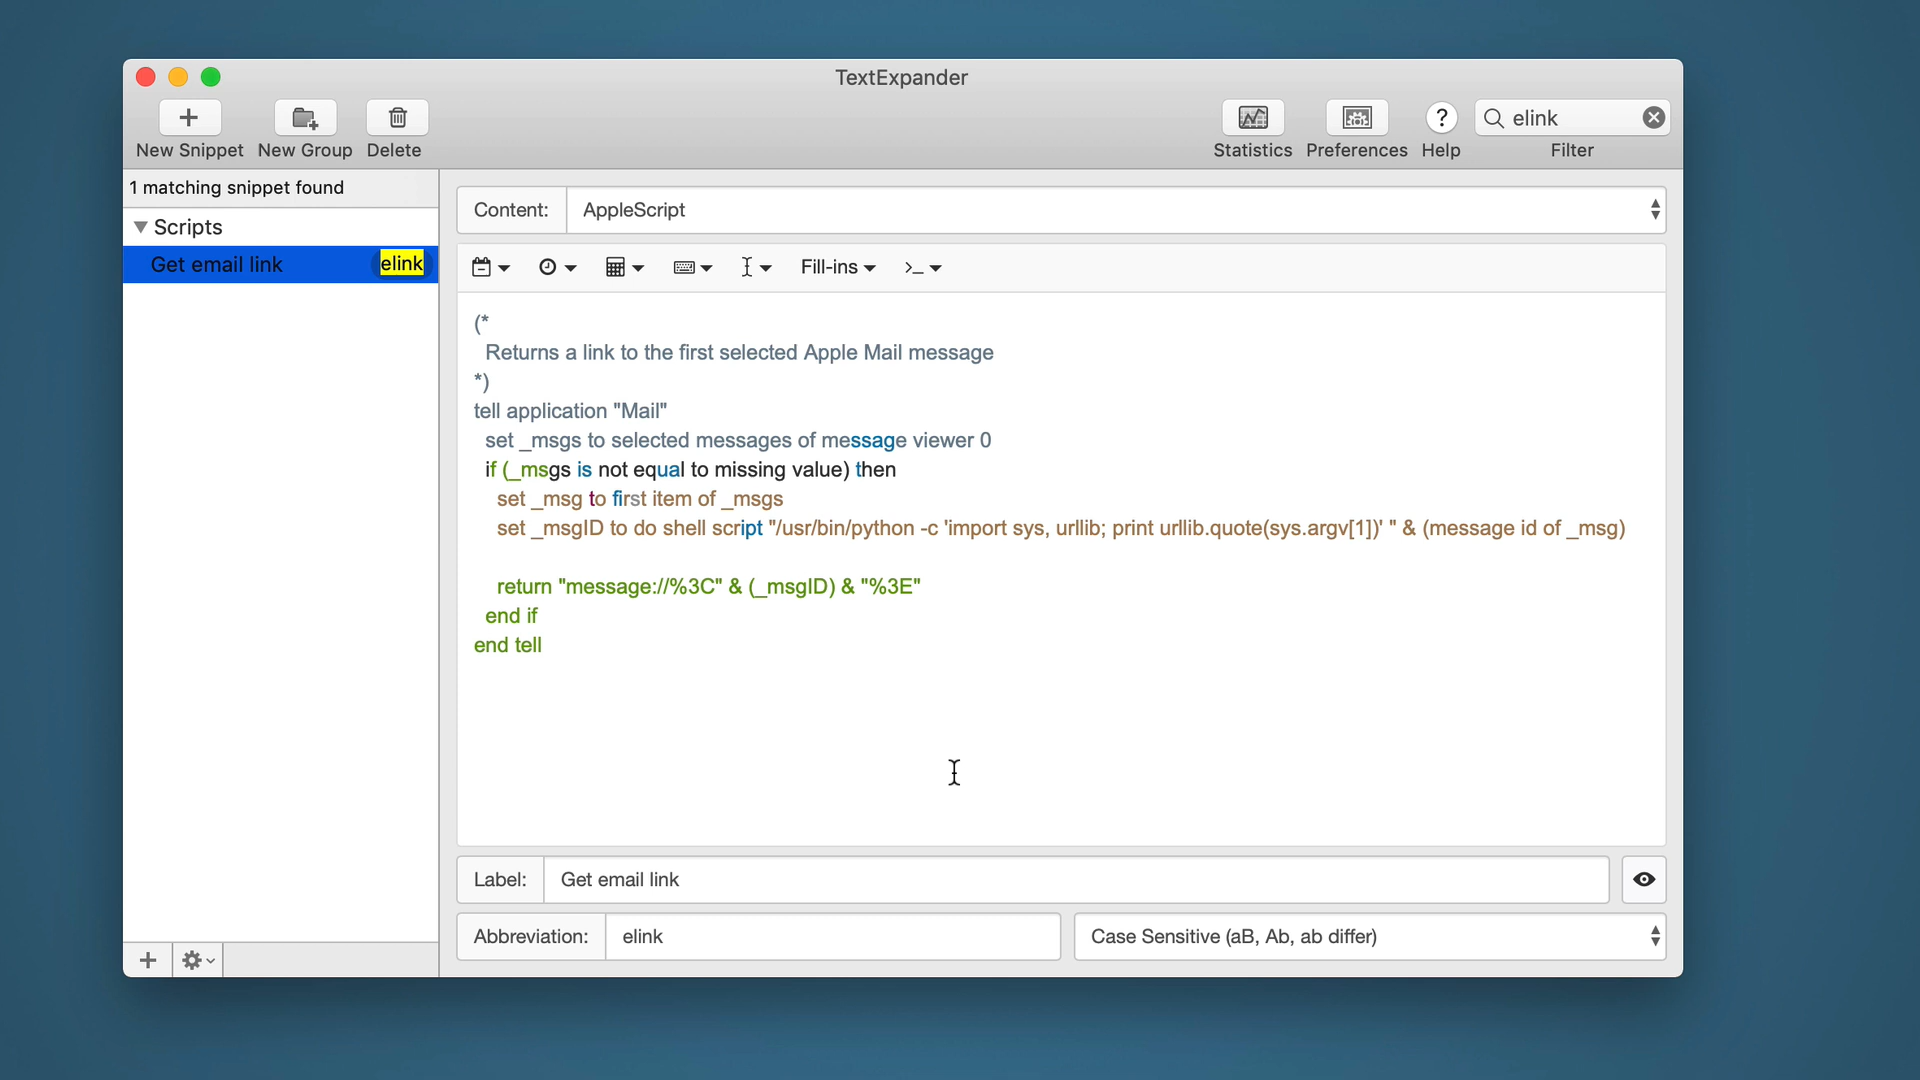 TextExpander
New Snippet
New Group
Delete
Statistics
Preferences
Help
elink
Filter
1 matching snippet found
Scripts
Get email link
elink
Content:
AppleScript
Fill-ins
(*
Returns a link to the first selected Apple Mail message
*)
tell application "Mail"
set _msgs to selected messages of message viewer 0
if (_msgs is not equal to missing value) then
set _msg to first item of _msgs
set _msgID to do shell script "/usr/bin/python -c 'import sys, urllib; print urllib.quote(sys.argv[1])' " & (message id of _msg)
return "message://%3C" & (_msgID) & "%3E"
end if
end tell
Label:
Get email link
Abbreviation:
elink
Case Sensitive (aB, Ab, ab differ)